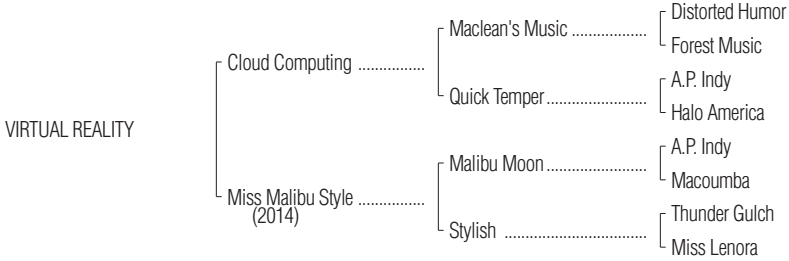 Distorted Humor
Maclean's Music ...................
Forest Music
Cloud Computing ................
A.P. Indy
Quick Temper .........................
Halo America
VIRTUAL REALITY
A.P. Indy
Malibu Moon .........................
Macoumba
Miss Malibu Style ................
(2014)
Thunder Gulch
Stylish ...................................
Miss Lenora